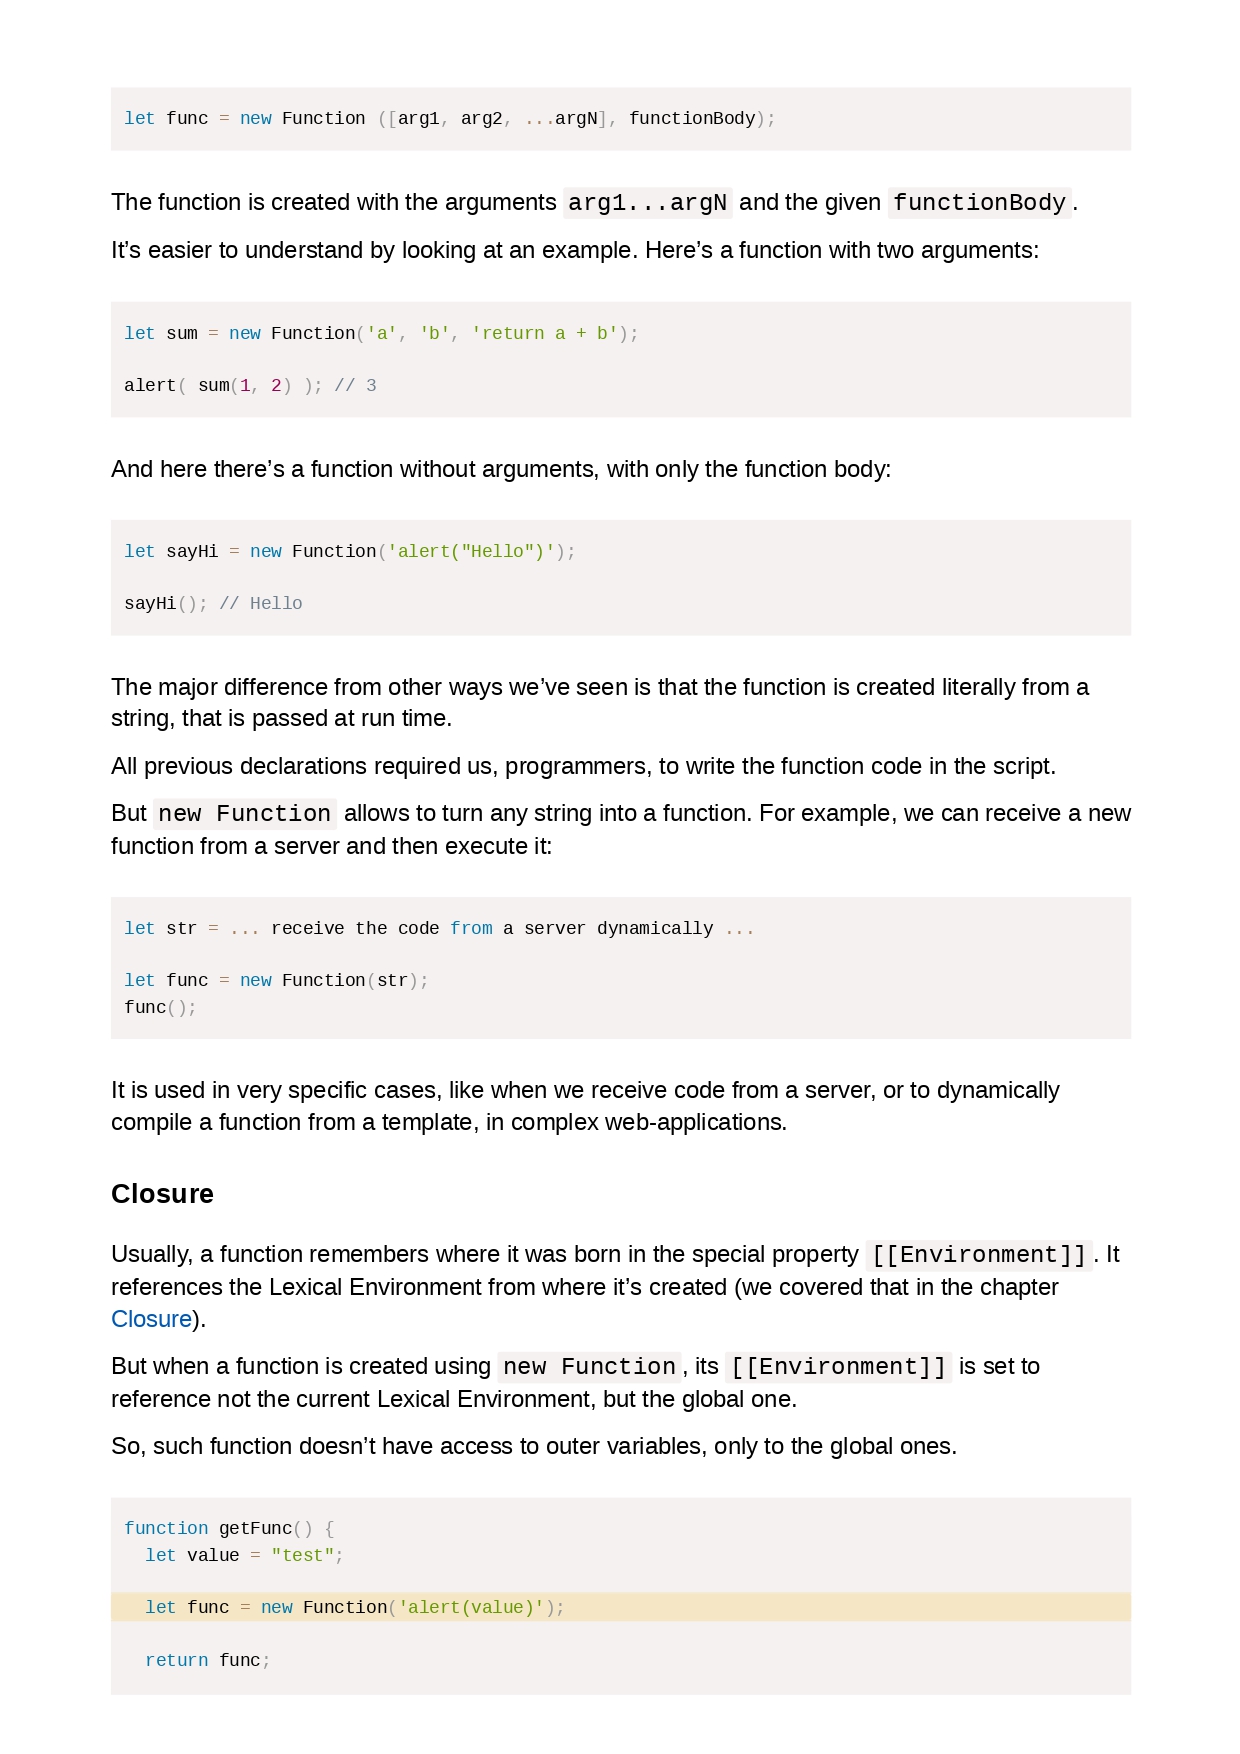 let func = new Function ([arg1, arg2, ...argN], functionBody);
The function is created with the arguments arg1...argN and the given functionBody.
It’s easier to understand by looking at an example. Here’s a function with two arguments:
let sum = new Function('a', 'b', 'return a + b');
alert( sum(1, 2) ); // 3
And here there’s a function without arguments, with only the function body:
let sayHi = new Function('alert("Hello")');
sayHi(); // Hello
The major difference from other ways we’ve seen is that the function is created literally from a
string, that is passed at run time.
All previous declarations required us, programmers, to write the function code in the script.
But new Function allows to turn any string into a function. For example, we can receive a new
function from a server and then execute it:
let str = ... receive the code from a server dynamically ...
let func = new Function(str);
func();
It is used in very specific cases, like when we receive code from a server, or to dynamically
compile a function from a template, in complex web-applications.
Closure
Usually, a function remembers where it was born in the special property [[Environment]]. It
references the Lexical Environment from where it’s created (we covered that in the chapter
Closure).
But when a function is created using new Function, its [[Environment]] is set to
reference not the current Lexical Environment, but the global one.
So, such function doesn’t have access to outer variables, only to the global ones.
function getFunc() {
  let value = "test";
  let func = new Function('alert(value)');
  return func;